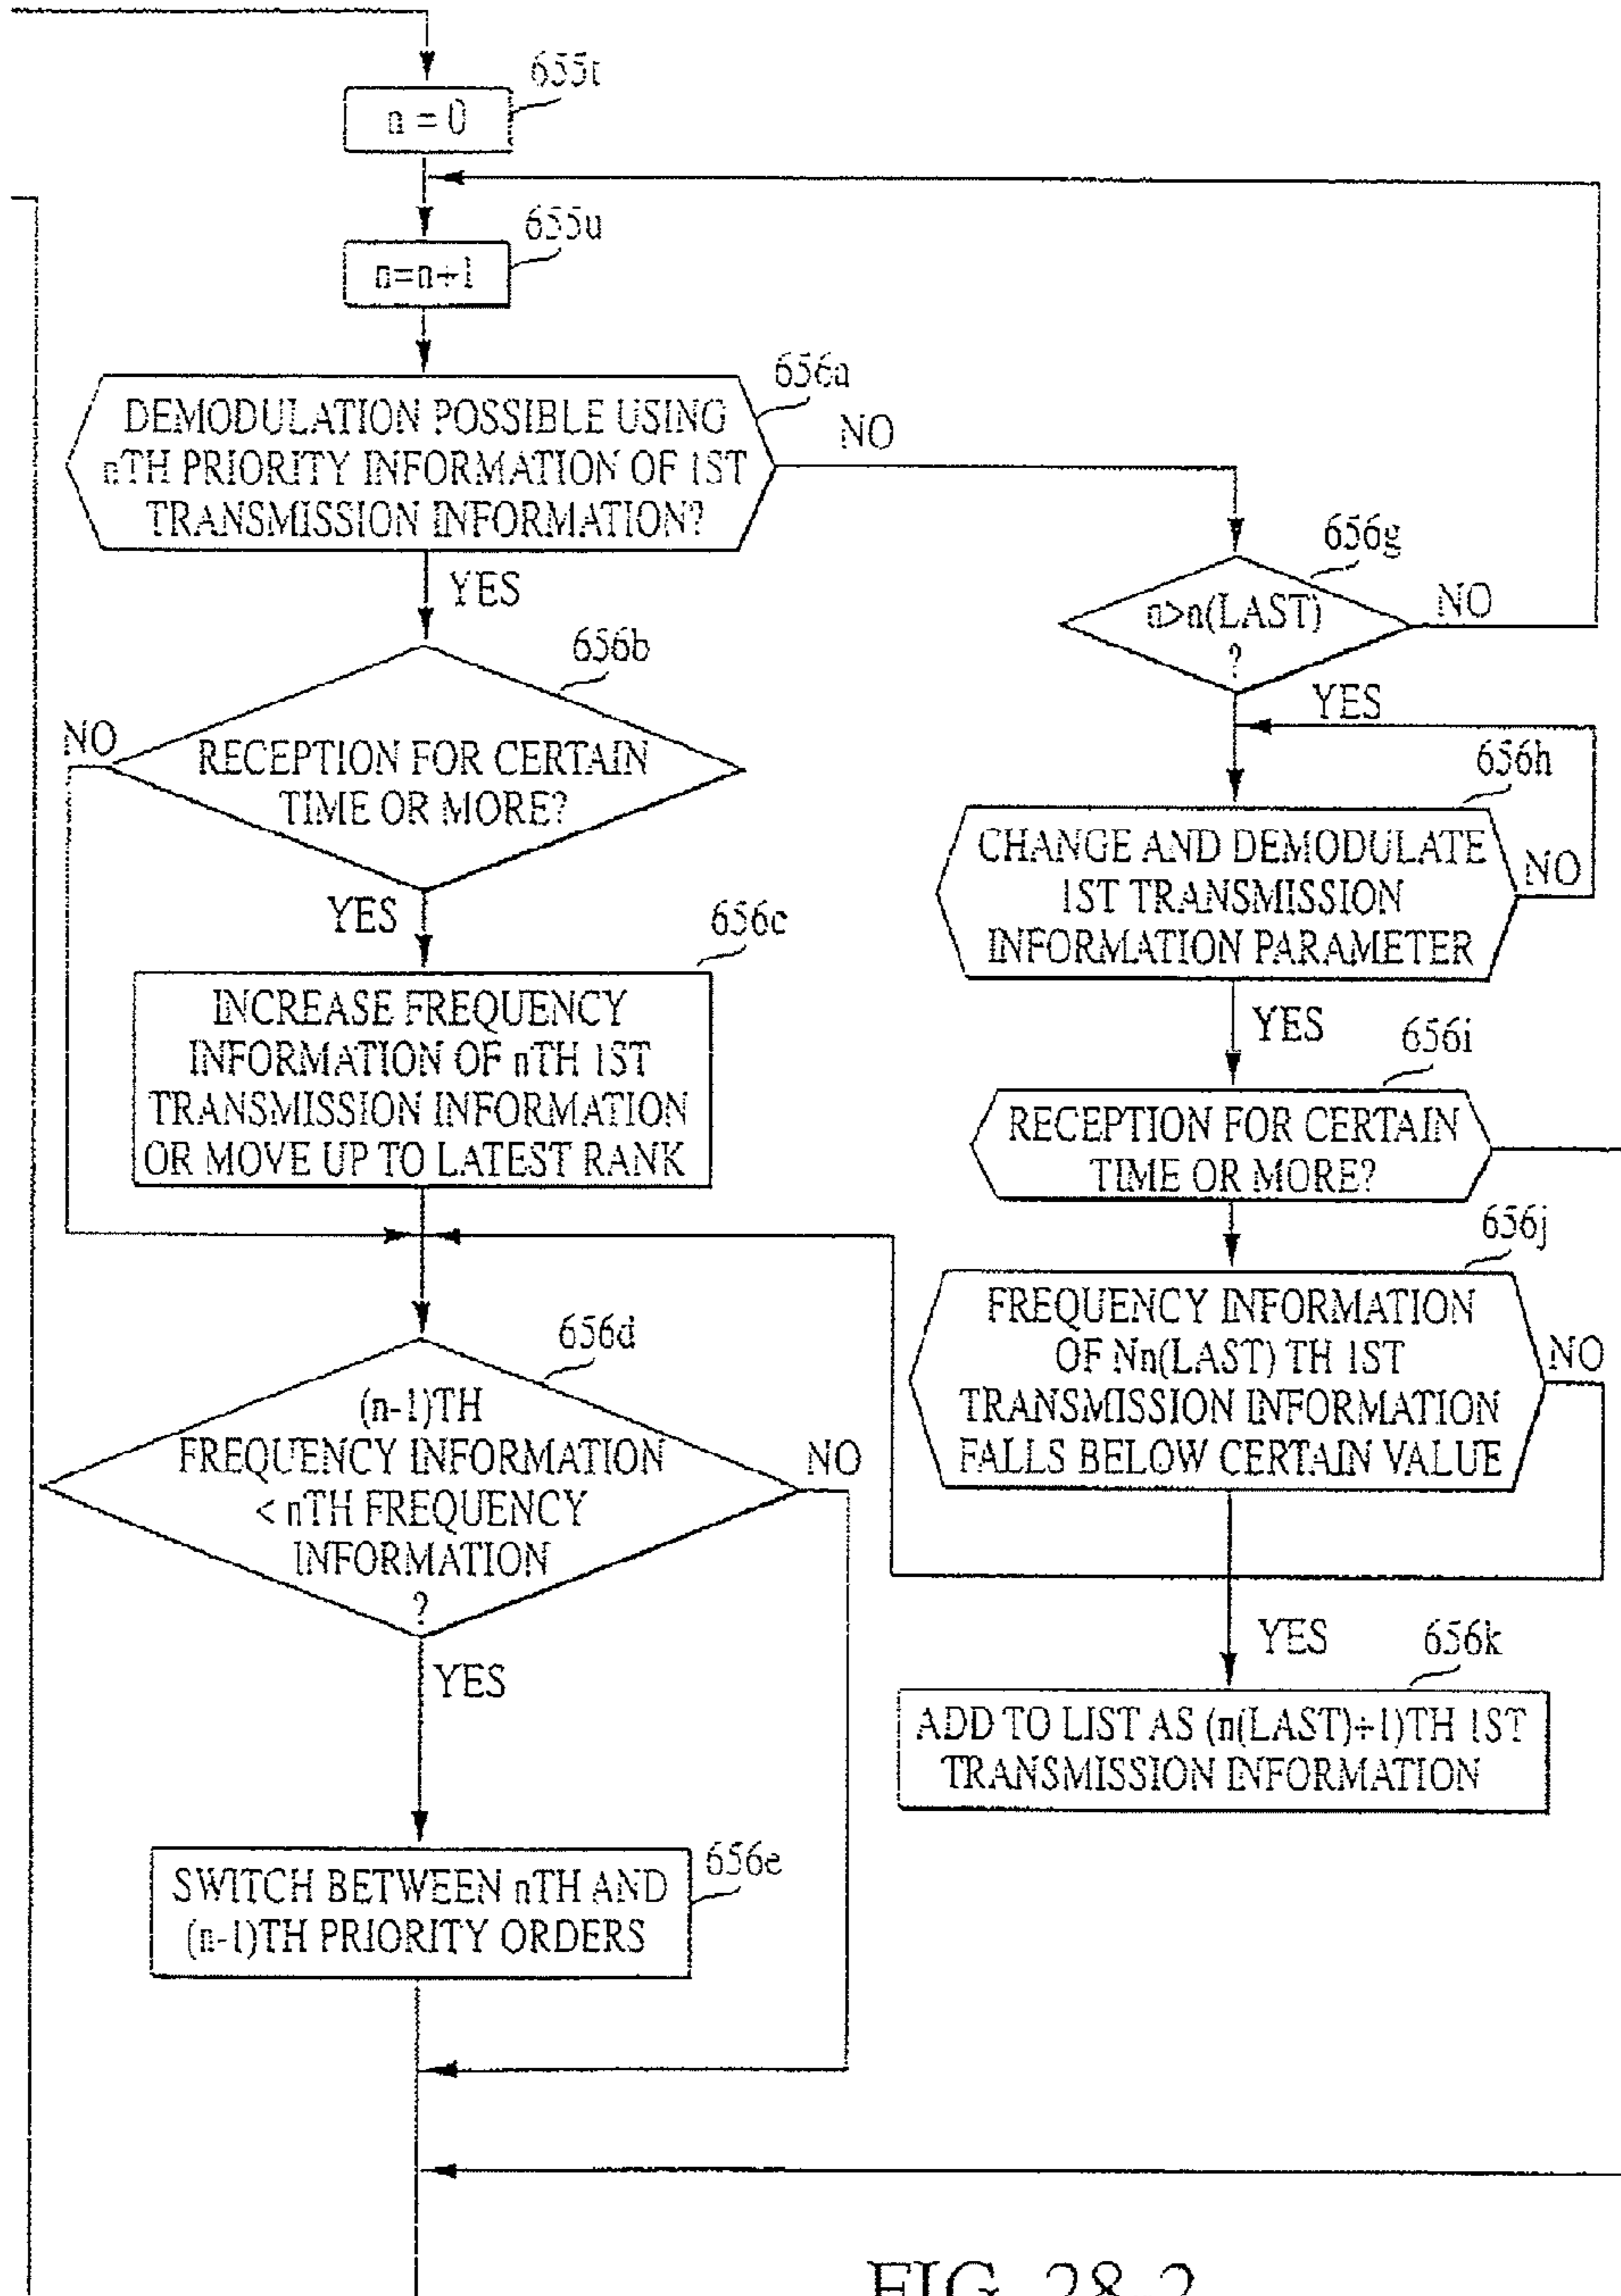 655t
n = 0
655u
n=n+1
656a
DEMODULATION POSSIBLE USING
nTH PRIORITY INFORMATION OF 1ST
TRANSMISSION INFORMATION?
NO
YES
656g
n>n(LAST)
?
NO
YES
656b
NO
RECEPTION FOR CERTAIN
TIME OR MORE?
YES
656h
CHANGE AND DEMODULATE
1ST TRANSMISSION
INFORMATION PARAMETER
NO
YES
656c
INCREASE FREQUENCY
INFORMATION OF nTH 1ST
TRANSMISSION INFORMATION
OR MOVE UP TO LATEST RANK
656i
RECEPTION FOR CERTAIN
TIME OR MORE?
656j
FREQUENCY INFORMATION
OF Nn(LAST) TH 1ST
TRANSMISSION INFORMATION
FALLS BELOW CERTAIN VALUE
NO
YES
656d
(n-1)TH
FREQUENCY INFORMATION
< nTH FREQUENCY
INFORMATION
?
NO
YES
656k
ADD TO LIST AS (n(LAST)+1)TH 1ST
TRANSMISSION INFORMATION
656e
SWITCH BETWEEN nTH AND
(n-1)TH PRIORITY ORDERS
FIG. 28-2